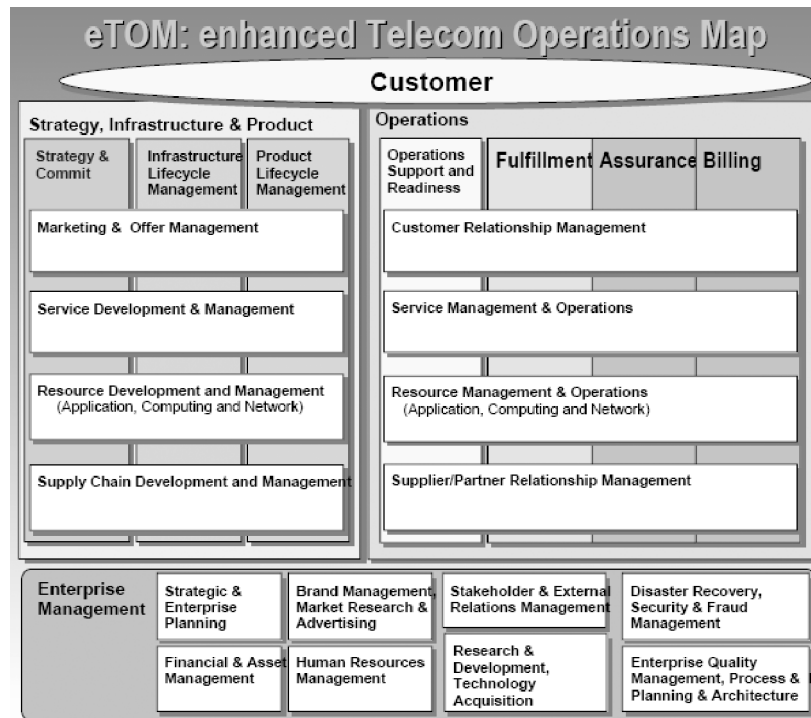 eTOM: enhanced Telecom Operations Map
Customer
Strategy, Infrastructure & Product
Strategy &
Commit
Infrastructure
Lifecycle
Management
Product
Lifecycle
Management
Marketing & Offer Management
Service Development & Management
Resource Development and Management
(Application, Computing and Network)
Supply Chain Development and Management
Operations
Operations
Support and
Readiness
Fulfillment
Assurance
Billing
Customer Relationship Management
Service Management & Operations
Resource Management & Operations
(Application, Computing and Network)
Supplier/Partner Relationship Management
Enterprise
Management
Strategic &
Enterprise
Planning
Brand Management,
Market Research &
Advertising
Stakeholder & External
Relations Management
Disaster Recovery,
Security & Fraud
Management
Financial & Asset
Management
Human Resources
Management
Research &
Development,
Technology
Acquisition
Enterprise Quality
Management, Process &
Planning & Architecture